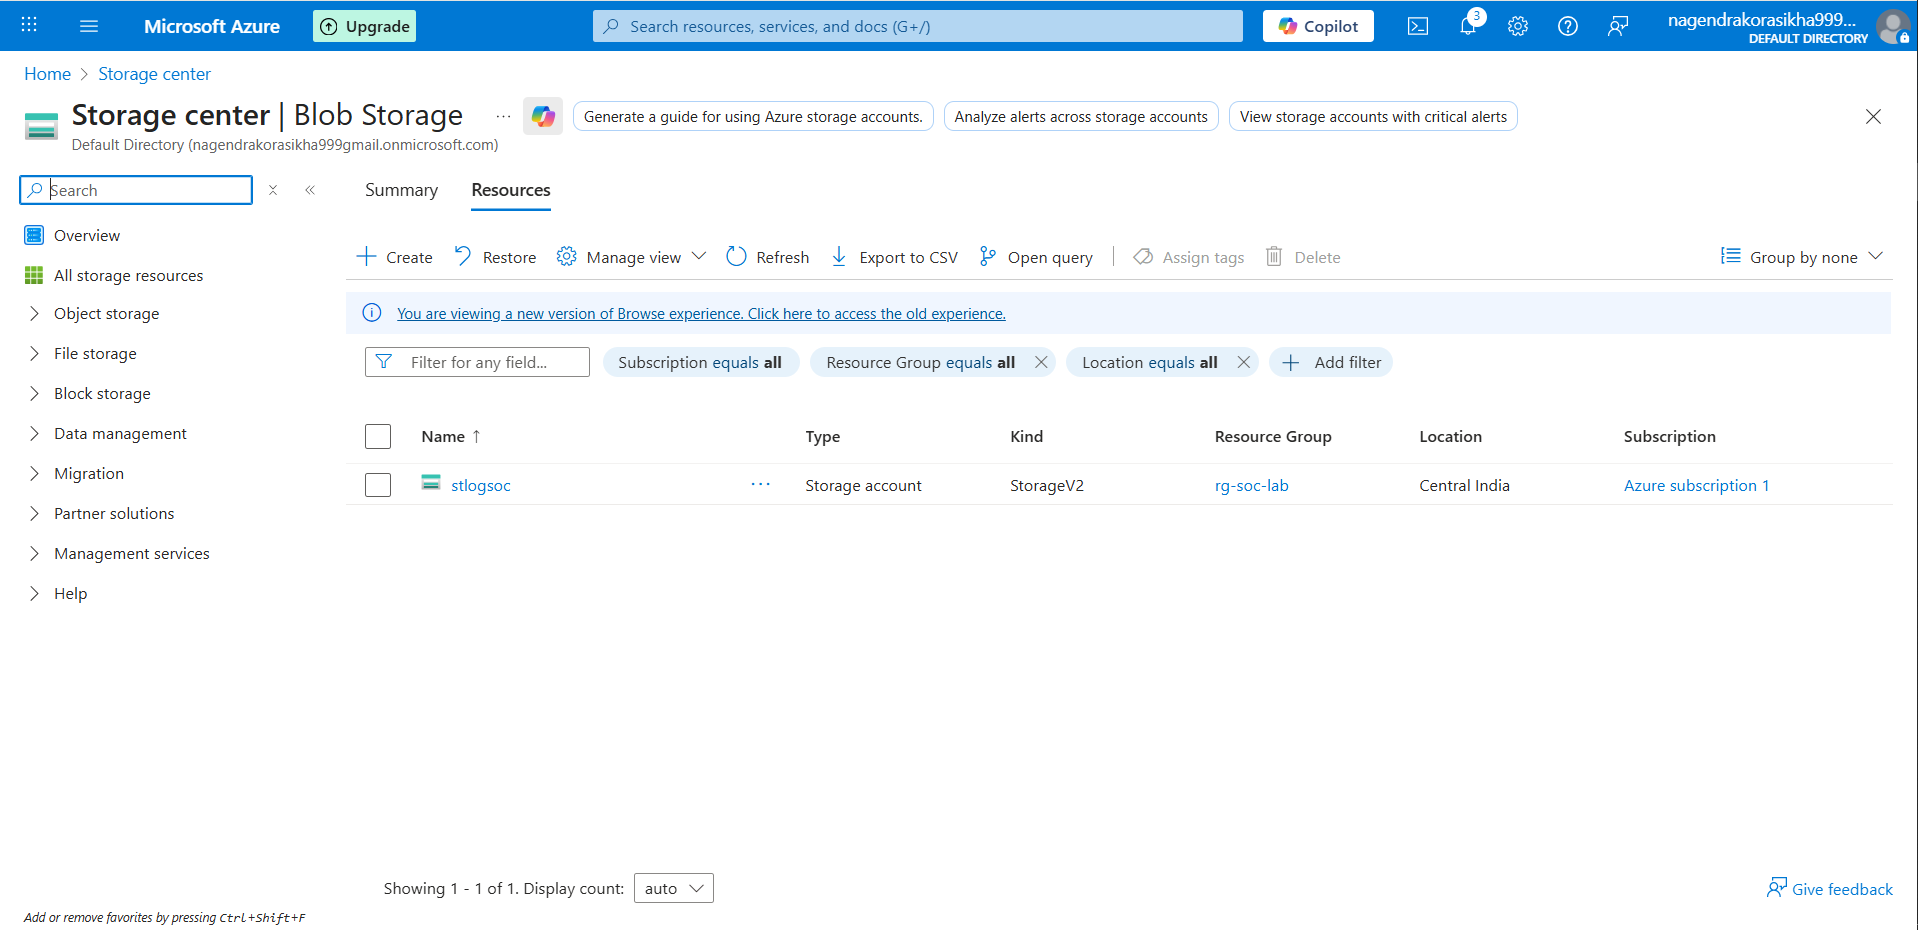 Microsoft Azure
Upgrade
Search resources, services, and docs (G+/)
Copilot
3
nagendrakorasikha999...
DEFAULT DIRECTORY
Home > Storage center
Storage center | Blob Storage
...
Generate a guide for using Azure storage accounts.
Analyze alerts across storage accounts
View storage accounts with critical alerts
Default Directory (nagendrakorasikha999gmail.onmicrosoft.com)
Search
Overview
All storage resources
Object storage
File storage
Block storage
Data management
Migration
Partner solutions
Management services
Help
Add or remove favorites by pressing Ctrl+Shift+F
Summary Resources
Create Restore Manage view Refresh Export to CSV Open query Assign tags Delete Group by none
You are viewing a new version of Browse experience. Click here to access the old experience.
Filter for any field... Subscription equals all Resource Group equals all Location equals all Add filter
Name ↑ Type Kind Resource Group Location Subscription
stlogsoc ... Storage account StorageV2 rg-soc-lab Central India Azure subscription 1
Showing 1 - 1 of 1. Display count: auto
Give feedback